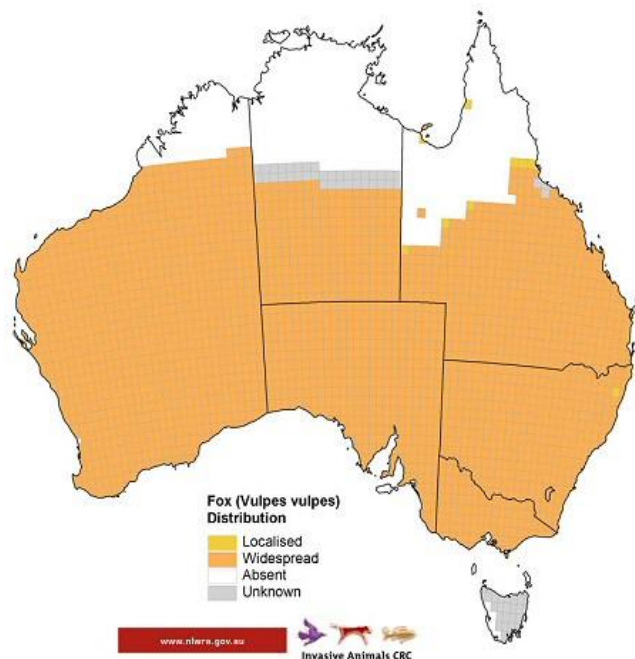 Fox (Vulpes vulpes)
Distribution
Localised
Widespread
Absent
Unknown
www.nlwra.gov.au
Invasive Animals CRC